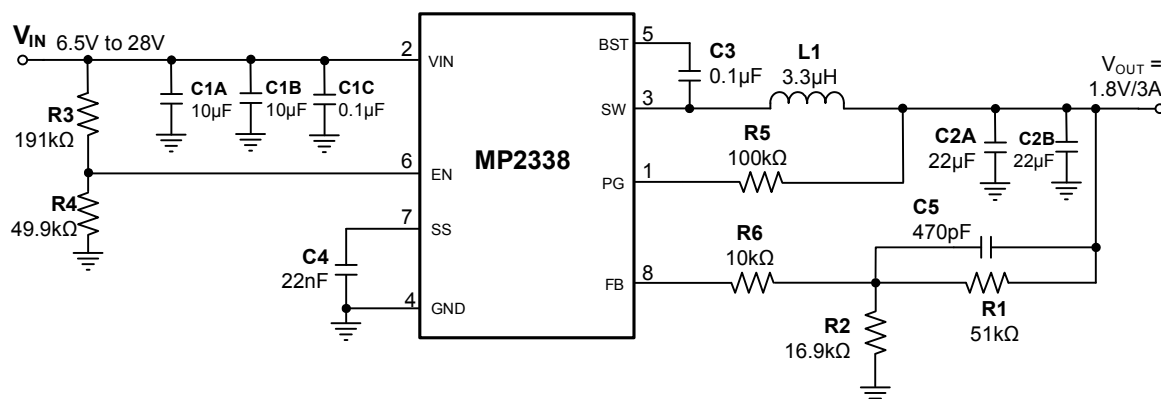 VIN 6.5V to 28V
R3
191kΩ
R4
49.9kΩ
C1A
10µF
C1B
10µF
C1C
0.1µF
C4
22nF
2
VIN
6
EN
7
SS
4
GND
MP2338
BST
5
SW
3
PG
1
FB
8
C3
0.1µF
L1
3.3µH
R5
100kΩ
VOUT =
1.8V/3A
C2A
22µF
C2B
22µF
C5
470pF
R6
10kΩ
R1
51kΩ
R2
16.9kΩ